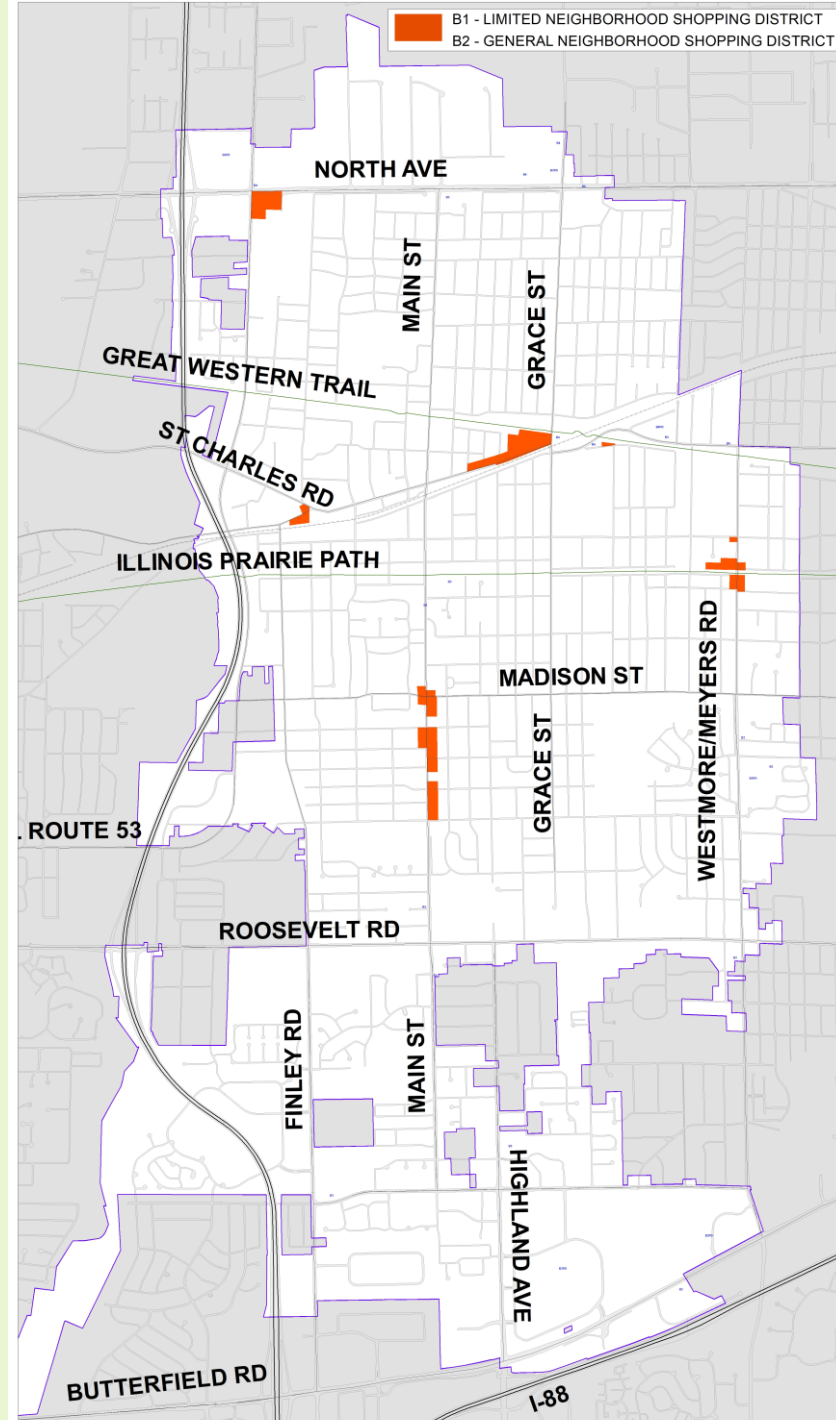 B1 - LIMITED NEIGHBORHOOD SHOPPING DISTRICT
B2 - GENERAL NEIGHBORHOOD SHOPPING DISTRICT
NORTH AVE
MAIN ST
GRACE ST
GREAT WESTERN TRAIL
ST CHARLES RD
ILLINOIS PRAIRIE PATH
MADISON ST
WESTMORE/MEYERS RD
GRACE ST
ROUTE 53
ROOSEVELT RD
FINLEY RD
MAIN ST
HIGHLAND AVE
BUTTERFIELD RD
I-88